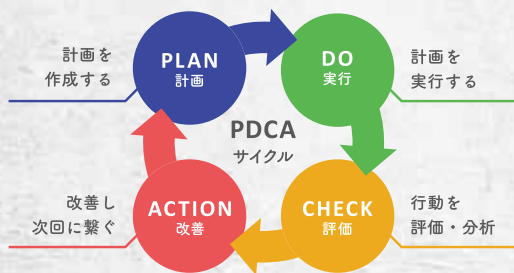 計画を
作成する
PLAN
計画
DO
実行
計画を
実行する
PDCA
サイクル
改善し
次回に繋ぐ
ACTION
改善
CHECK
評価
行動を
評価・分析